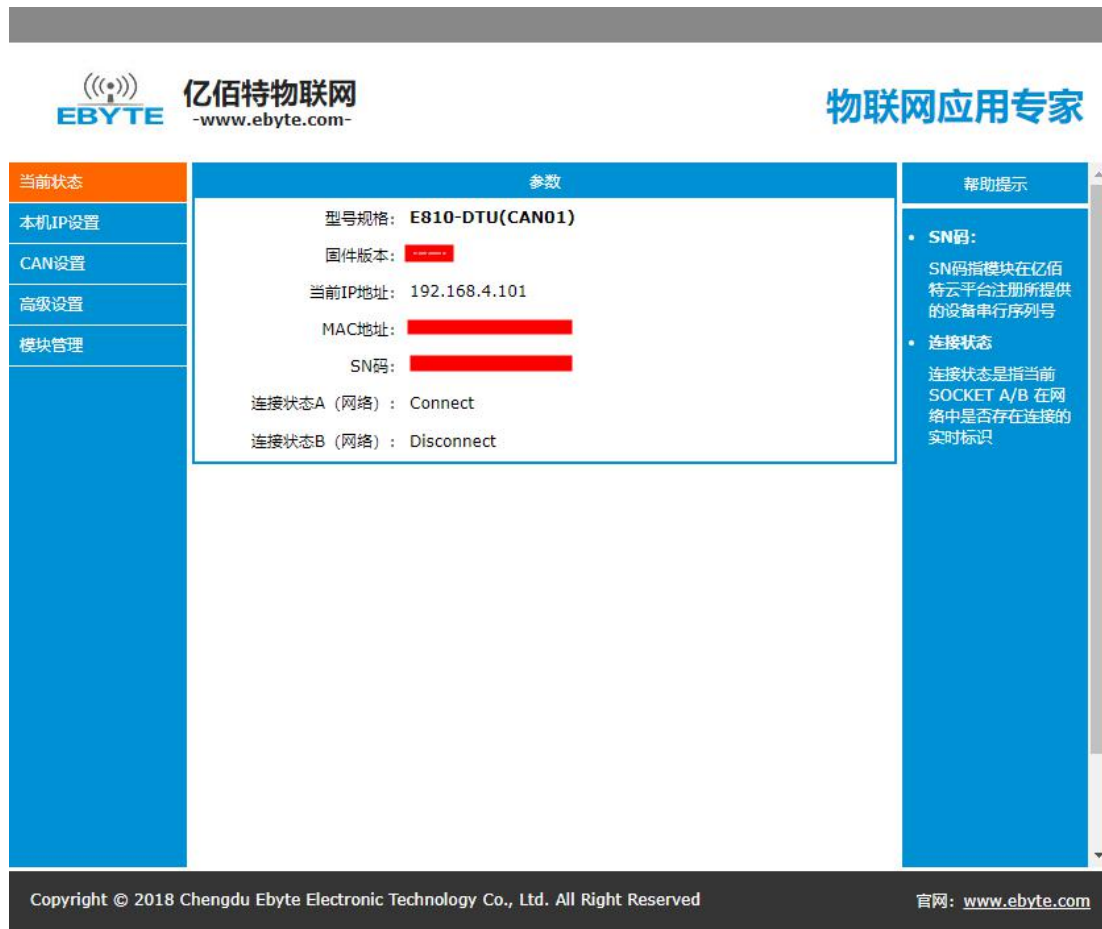 EBYTE
亿佰特物联网
-www.ebyte.com-
物联网应用专家
当前状态
本机IP设置
CAN设置
高级设置
模块管理
参数
型号规格: E810-DTU(CAN01)
固件版本:
当前IP地址: 192.168.4.101
MAC地址:
SN码:
连接状态A（网络）: Connect
连接状态B（网络）: Disconnect
帮助提示
• SN码:
SN码指模块在亿佰
特云平台注册所提供
的设备串行序列号
• 连接状态
连接状态是指当前
SOCKET A/B 在网
络中是否存在连接的
实时标识
Copyright © 2018 Chengdu Ebyte Electronic Technology Co., Ltd. All Right Reserved
官网: www.ebyte.com